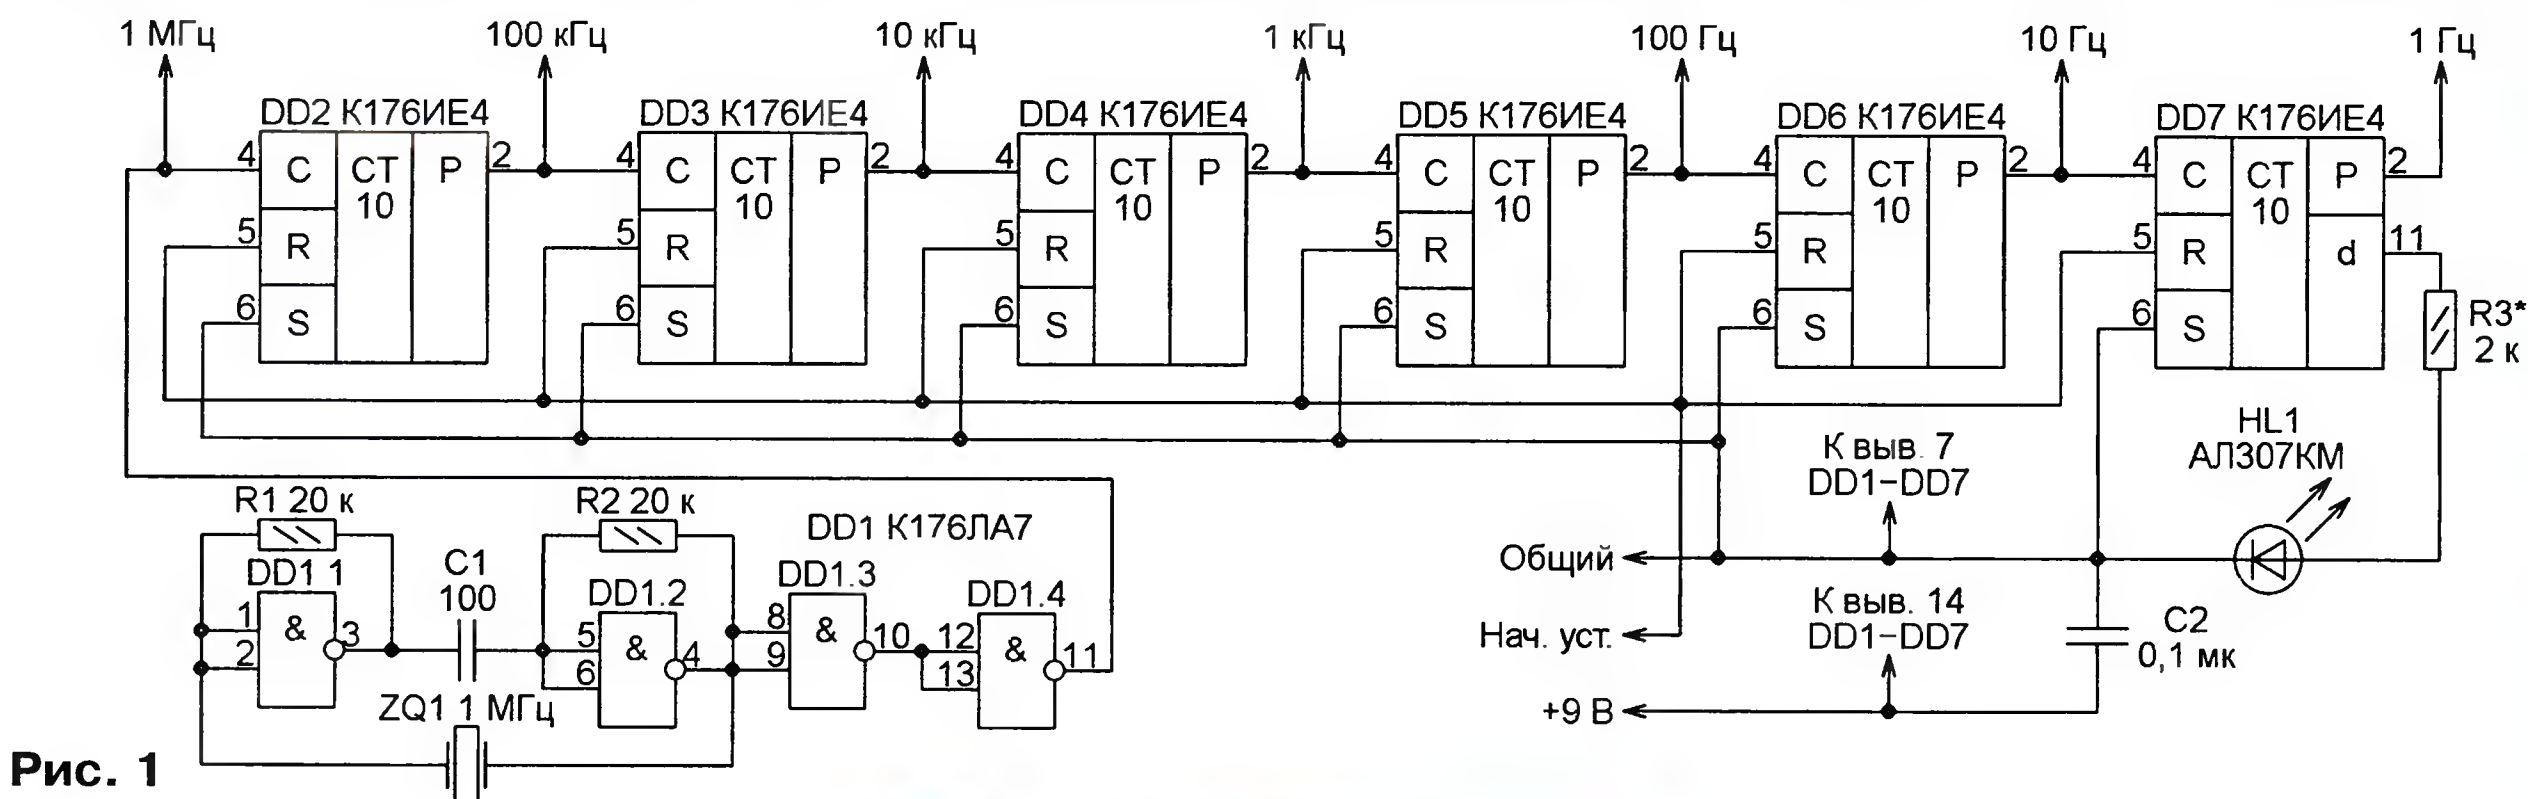 1 МГц
100 кГц
10 кГц
1 кГц
100 Гц
10 Гц
1 Гц
DD2 К176ИЕ4
DD3 К176ИЕ4
DD4 К176ИЕ4
DD5 К176ИЕ4
DD6 К176ИЕ4
DD7 К176ИЕ4
4 C CT P 2
10
5 R
6 S
4 C CT P 2
10
5 R
6 S
4 C CT P 2
10
5 R
6 S
4 C CT P 2
10
5 R
6 S
4 C CT P 2
10
5 R
6 S
4 C CT P 2
10
5 R d 11
6 S
R3*
2 к
HL1
АЛ307КМ
К выв. 7
DD1–DD7
Общий
Нач. уст.
К выв. 14
DD1–DD7
+9 В
C2
0,1 мк
R1 20 к
R2 20 к
DD1 К176ЛА7
DD1 1
1
2
&
3
C1
100
DD1.2
5
6
&
4
DD1.3
8
9
&
10
DD1.4
12
13
&
11
ZQ1 1 МГц
Рис. 1